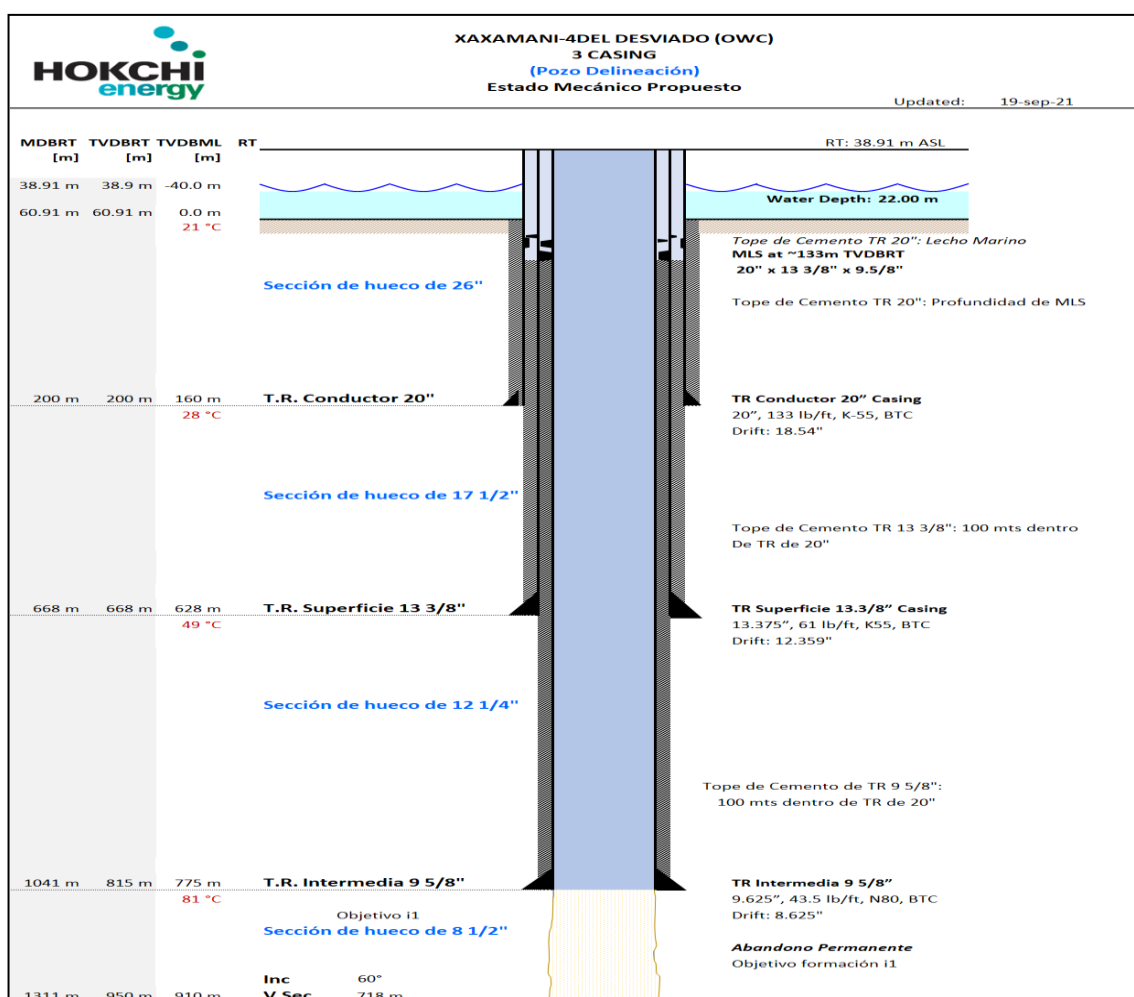 HOKCHI
energy
XAXAMANI-4DEL DESVIADO (OWC)
3 CASING
(Pozo Delineación)
Estado Mecánico Propuesto
Updated: 19-sep-21
MDBRT TVDBRT TVDBML RT
[m] [m] [m]
RT: 38.91 m ASL
38.91 m 38.9 m -40.0 m
Water Depth: 22.00 m
60.91 m 60.91 m 0.0 m
21 °C
Tope de Cemento TR 20": Lecho Marino
MLS at ~133m TVDBRT
20" x 13 3/8" x 9.5/8"
Sección de hueco de 26"
Tope de Cemento TR 20": Profundidad de MLS
200 m 200 m 160 m T.R. Conductor 20" TR Conductor 20” Casing
28 °C 20”, 133 lb/ft, K-55, BTC
Drift: 18.54"
Sección de hueco de 17 1/2"
Tope de Cemento TR 13 3/8": 100 mts dentro
De TR de 20"
668 m 668 m 628 m T.R. Superficie 13 3/8" TR Superficie 13.3/8” Casing
49 °C 13.375”, 61 lb/ft, K55, BTC
Drift: 12.359"
Sección de hueco de 12 1/4"
Tope de Cemento de TR 9 5/8":
100 mts dentro de TR de 20"
1041 m 815 m 775 m T.R. Intermedia 9 5/8" TR Intermedia 9 5/8”
81 °C 9.625”, 43.5 lb/ft, N80, BTC
Objetivo i1 Drift: 8.625"
Sección de hueco de 8 1/2"
Abandono Permanente
Objetivo formación i1
Inc 60°
1311 m 950 m 910 m V Sec 718 m